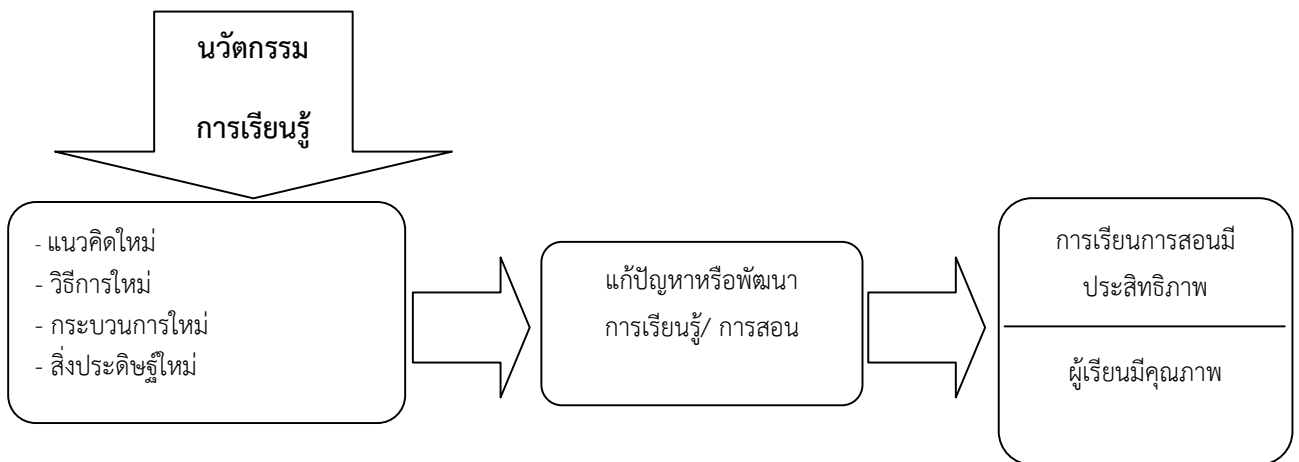 นวัตกรรม
การเรียนรู้
- แนวคิดใหม่
- วิธีการใหม่
- กระบวนการใหม่
- สิ่งประดิษฐ์ใหม่
แก้ปัญหาหรือพัฒนา
การเรียนรู้/ การสอน
การเรียนการสอนมี
ประสิทธิภาพ
ผู้เรียนมีคุณภาพ